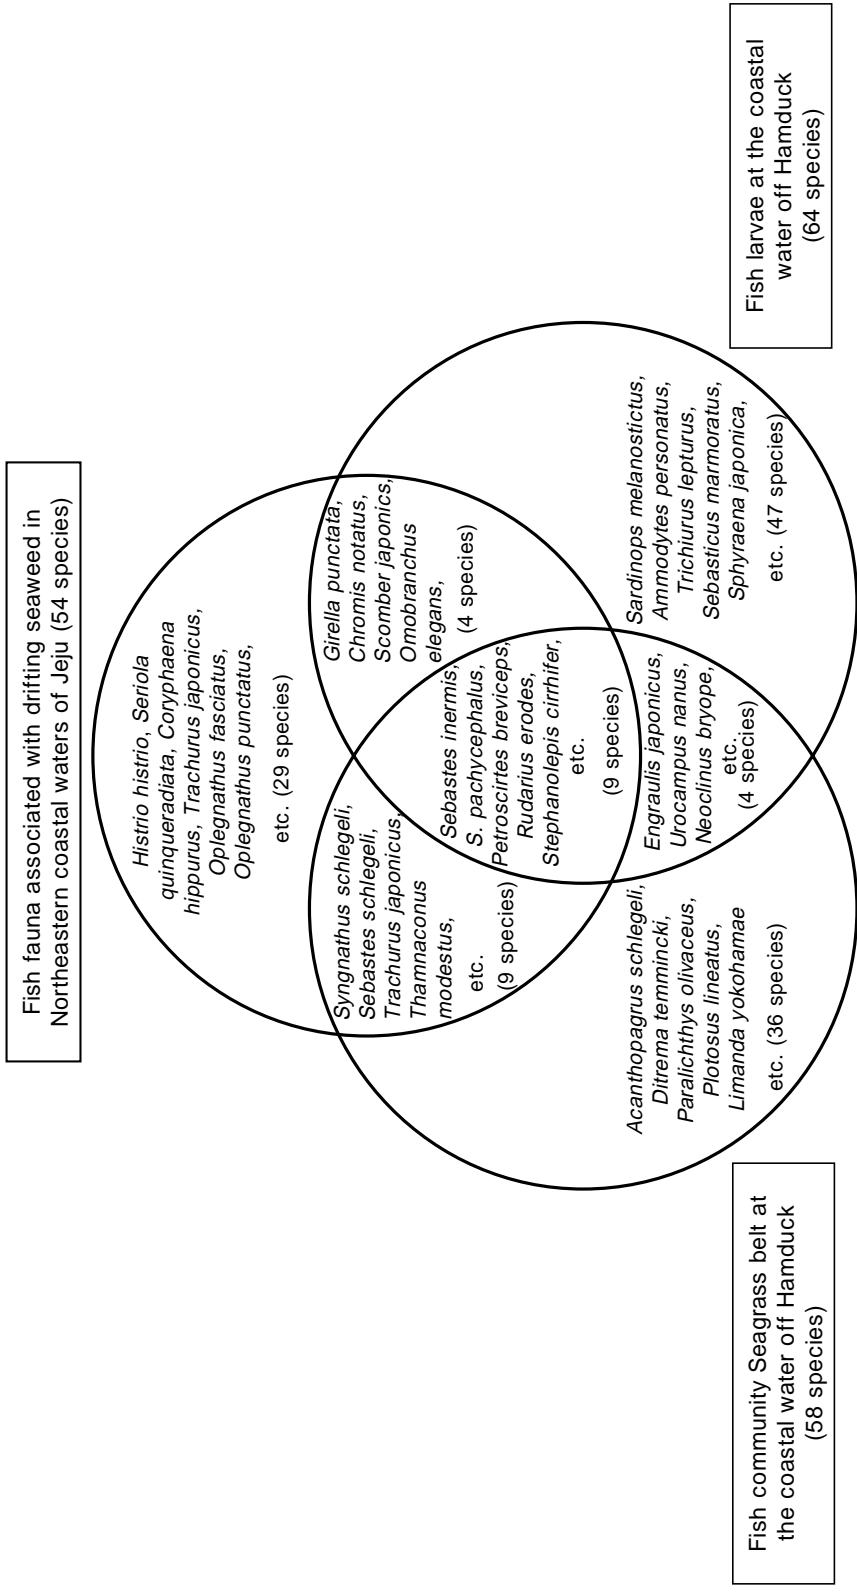 Fish fauna associated with drifting seaweed in
Northeastern coastal waters of Jeju (54 species)
Histrio histrio, Seriola
quinqueradiata, Coryphaena
hippurus, Trachurus japonicus,
Oplegnathus fasciatus,
Oplegnathus punctatus,
etc. (29 species)
Syngnathus schlegeli,
Sebastes schlegeli,
Trachurus japonicus,
Thamnaconus
modestus,
etc.
(9 species)
Girella punctata,
Chromis notatus,
Scomber japonics,
Omobranchus
elegans,
(4 species)
Sebastes inermis,
S. pachycephalus,
Petroscirtes breviceps,
Rudarius erodes,
Stephanolepis cirrhifer,
etc.
(9 species)
Acanthopagrus schlegeli,
Ditrema temmincki,
Paralichthys olivaceus,
Plotosus lineatus,
Limanda yokohamae
etc. (36 species)
Engraulis japonicus,
Urocampus nanus,
Neoclinus bryope,
etc.
(4 species)
Sardinops melanostictus,
Ammodytes personatus,
Trichiurus lepturus,
Sebasticus marmoratus,
Sphyraena japonica,
etc. (47 species)
Fish community Seagrass belt at
the coastal water off Hamduck
(58 species)
Fish larvae at the coastal
water off Hamduck
(64 species)